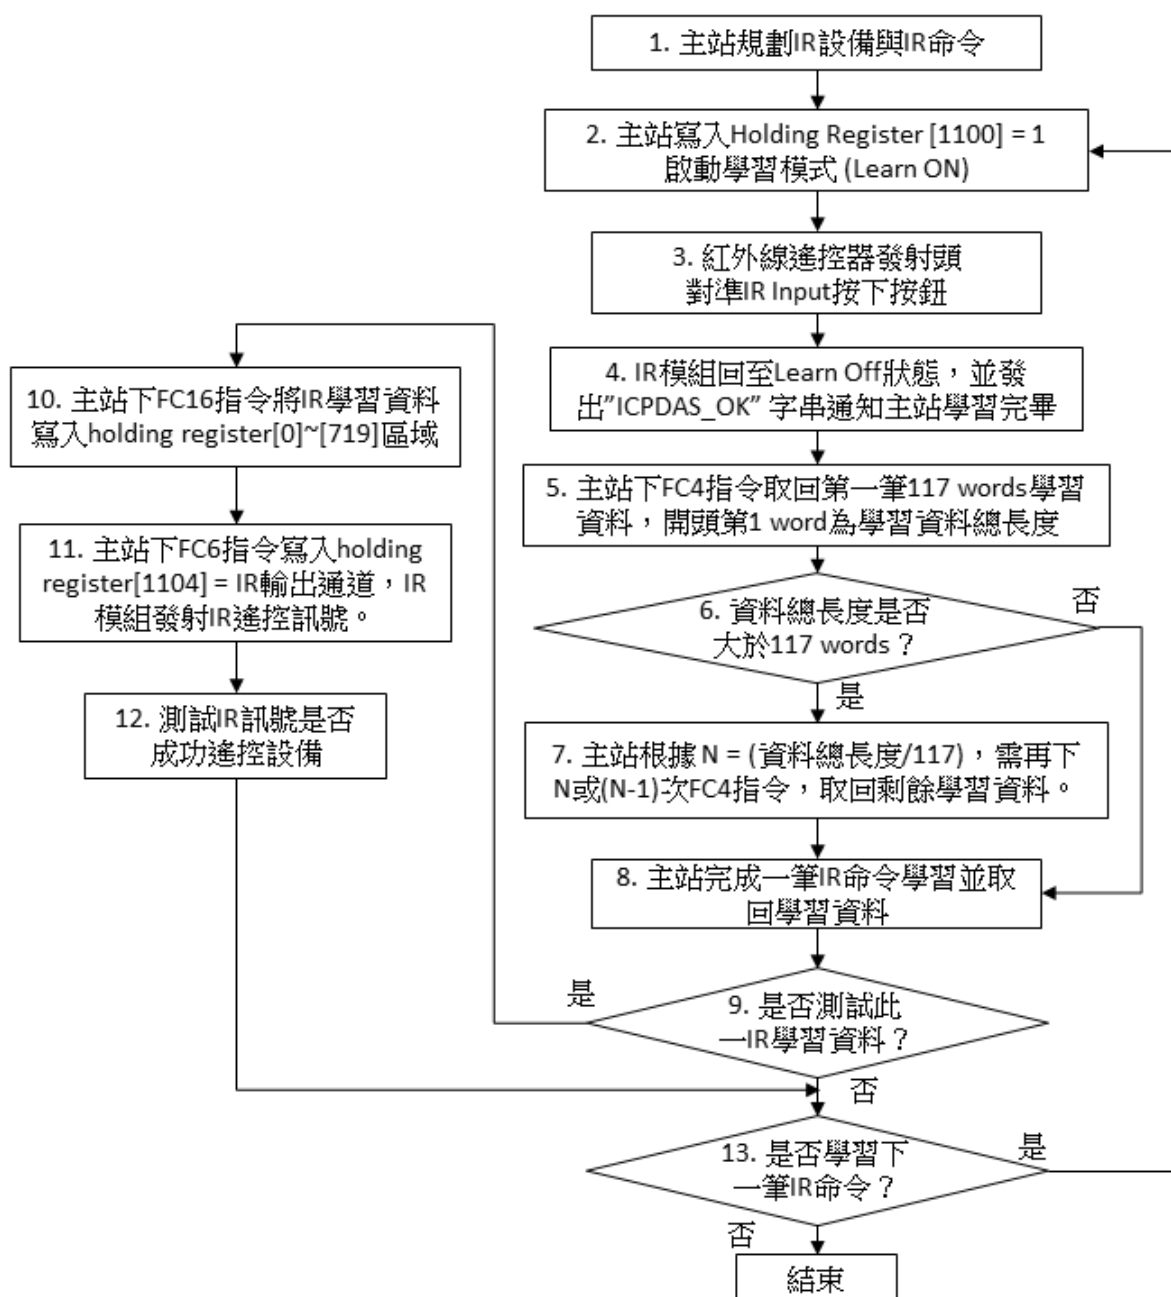 1. 主站規劃IR設備與IR命令
2. 主站寫入Holding Register [1100] = 1
啟動學習模式 (Learn ON)
3. 紅外線遙控器發射頭
對準IR Input按下按鈕
4. IR模組回至Learn Off狀態，並發
出”ICPDAS_OK” 字串通知主站學習完畢
5. 主站下FC4指令取回第一筆117 words學習
資料，開頭第1 word為學習資料總長度
6. 資料總長度是否
大於117 words？
否
是
7. 主站根據 N = (資料總長度/117)，需再下
N或(N-1)次FC4指令，取回剩餘學習資料。
8. 主站完成一筆IR命令學習並取
回學習資料
9. 是否測試此
一IR學習資料？
是
否
10. 主站下FC16指令將IR學習資料
寫入holding register[0]~[719]區域
11. 主站下FC6指令寫入holding
register[1104] = IR輸出通道，IR
模組發射IR遙控訊號。
12. 測試IR訊號是否
成功遙控設備
13. 是否學習下
一筆IR命令？
是
否
結束